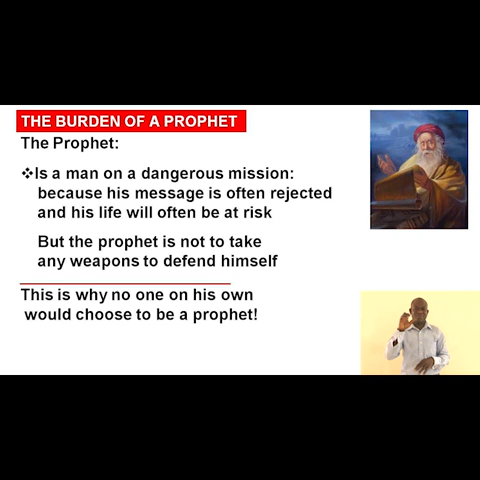 THE BURDEN OF A PROPHET
The Prophet:
❖Is a man on a dangerous mission:
because his message is often rejected
and his life will often be at risk
But the prophet is not to take
any weapons to defend himself
This is why no one on his own
would choose to be a prophet!